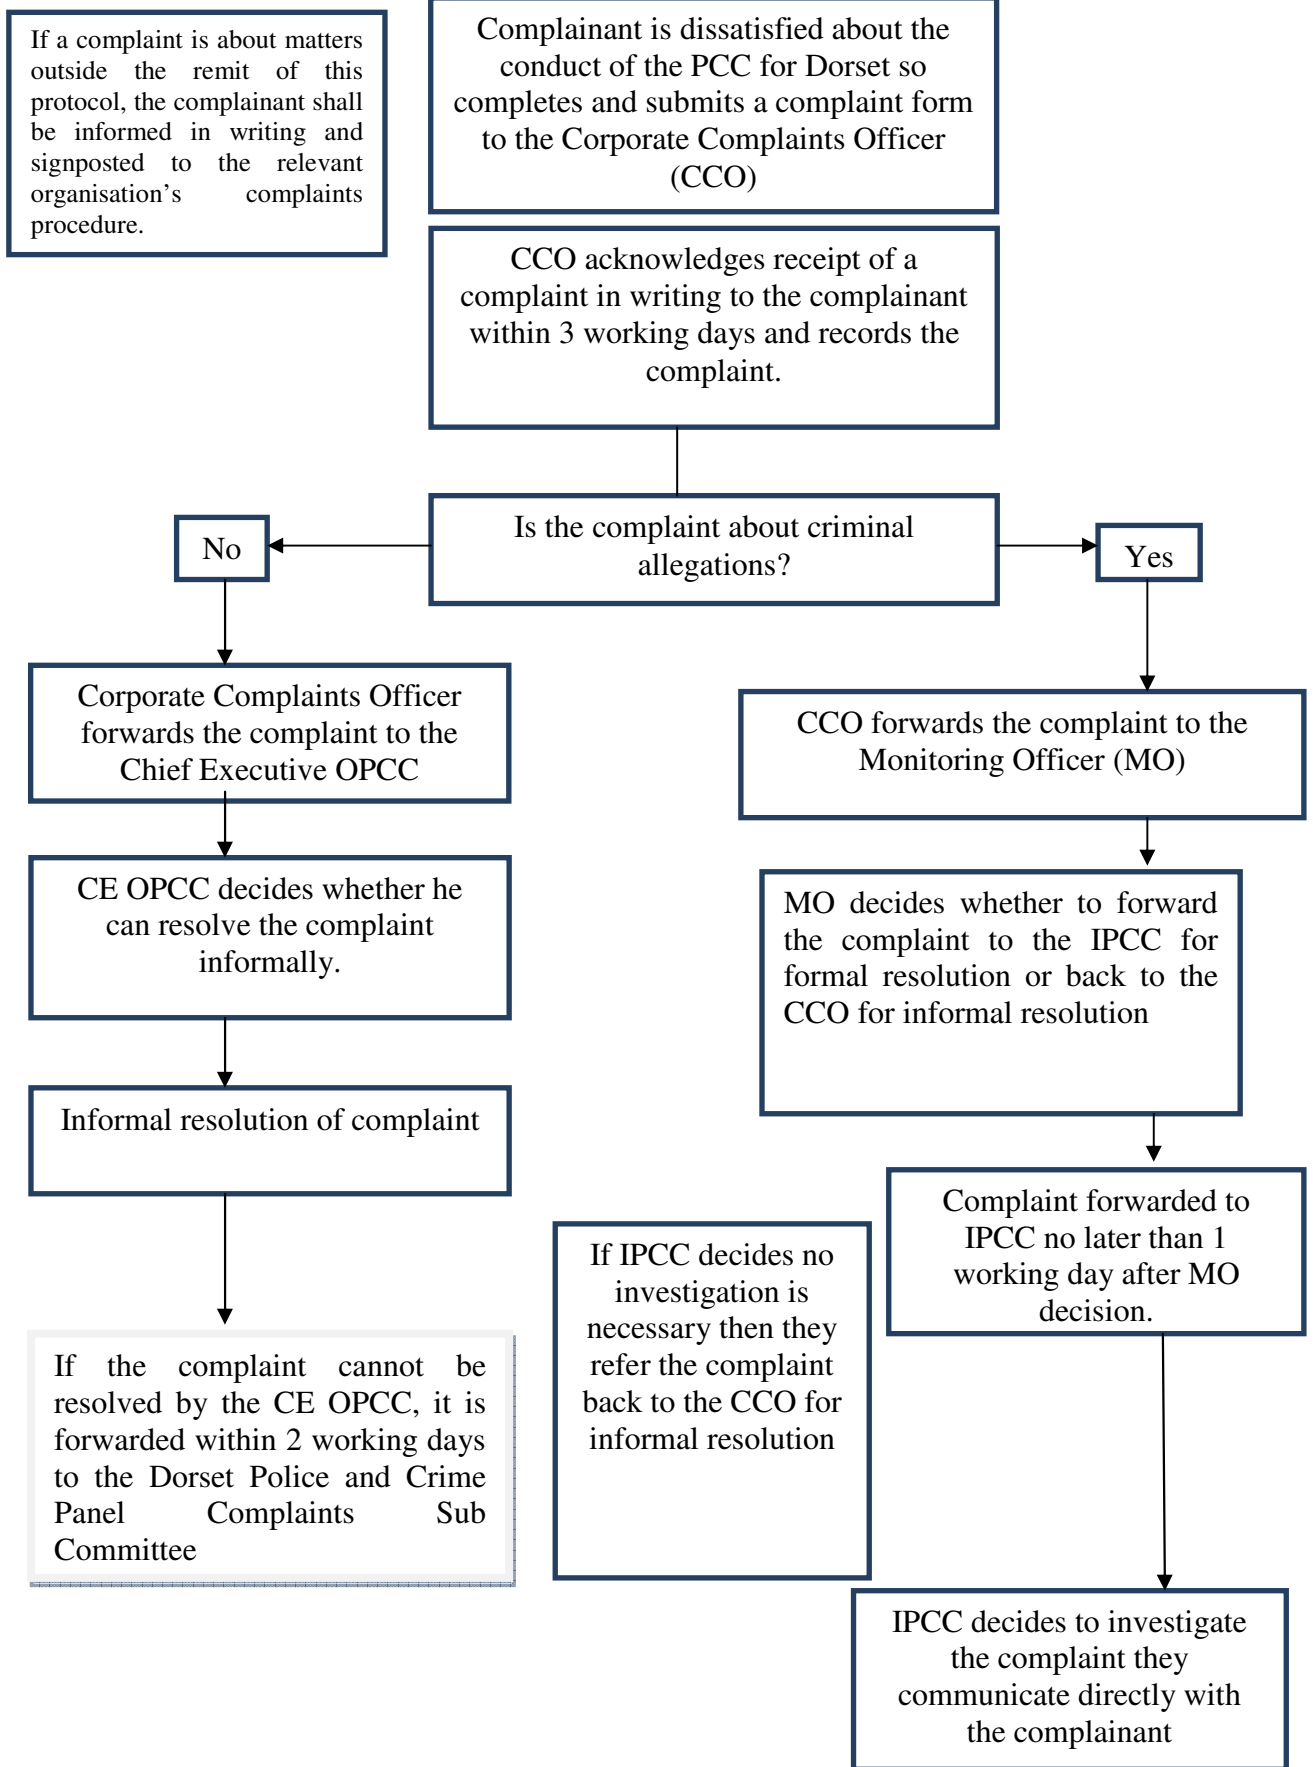 If a complaint is about matters
outside the remit of this
protocol, the complainant shall
be informed in writing and
signposted to the relevant
organisation’s complaints
procedure.
Complainant is dissatisfied about the
conduct of the PCC for Dorset so
completes and submits a complaint form
to the Corporate Complaints Officer
(CCO)
CCO acknowledges receipt of a
complaint in writing to the complainant
within 3 working days and records the
complaint.
Is the complaint about criminal
allegations?
No
Yes
Corporate Complaints Officer
forwards the complaint to the
Chief Executive OPCC
CCO forwards the complaint to the
Monitoring Officer (MO)
CE OPCC decides whether he
can resolve the complaint
informally.
MO decides whether to forward
the complaint to the IPCC for
formal resolution or back to the
CCO for informal resolution
Informal resolution of complaint
Complaint forwarded to
IPCC no later than 1
working day after MO
decision.
If IPCC decides no
investigation is
necessary then they
refer the complaint
back to the CCO for
informal resolution
If the complaint cannot be
resolved by the CE OPCC, it is
forwarded within 2 working days
to the Dorset Police and Crime
Panel Complaints Sub
Committee
IPCC decides to investigate
the complaint they
communicate directly with
the complainant